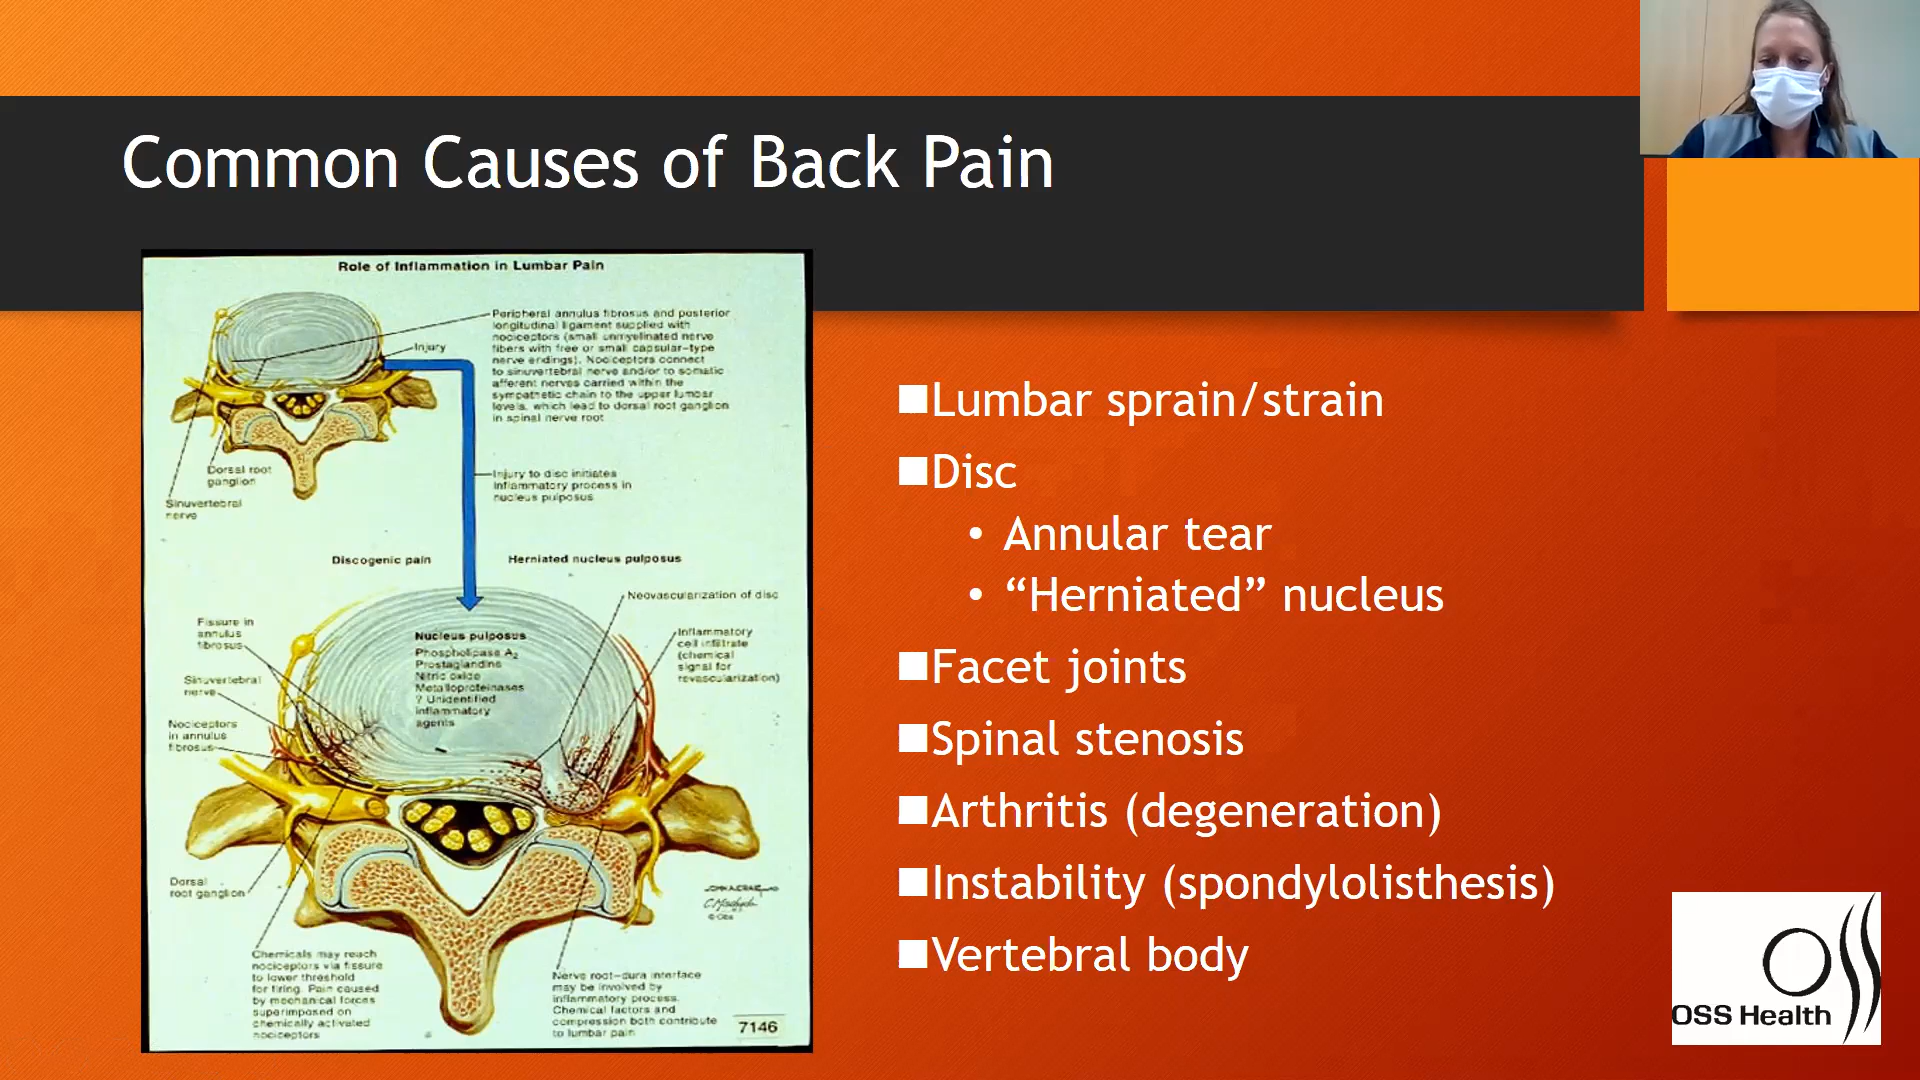 Common Causes of Back Pain
Role of Inflammation in Lumbar Pain
Peripheral annulus fibrosus and posterior
longitudinal ligament supplied with
nociceptors (small unmyelinated nerve
fibers with free or small capsular-type
nerve endings). Nociceptors connect
to sinuvertebral nerve and/or to somatic
afferent nerves carried within the
sympathetic chain to the upper lumbar
levels, which lead to dorsal root ganglion
in spinal nerve root
Injury
Dorsal root
ganglion
Sinuvertebral
nerve
Injury to disc initiates
inflammatory process in
nucleus pulposus
Discogenic pain
Herniated nucleus pulposus
Neovascularization of disc
Fissure in
annulus
fibrosus
Inflammatory
cell infiltrate
(chemical
signal for
revascularization)
Nucleus pulposus
Phospholipase A2
Prostaglandins
Nitric oxide
Metalloproteinases
? Unidentified
inflammatory
agents
Sinuvertebral
nerve
Nociceptors
in annulus
fibrosus
Dorsal
root ganglion
Chemicals may reach
nociceptors via fissure
to lower threshold
for firing. Pain caused
by mechanical forces
superimposed on
chemically activated
nociceptors
Nerve root-dura interface
may be involved by
inflammatory process.
Chemical factors and
compression both contribute
to lumbar pain
7146
Lumbar sprain/strain
Disc
• Annular tear
• “Herniated” nucleus
Facet joints
Spinal stenosis
Arthritis (degeneration)
Instability (spondylolisthesis)
Vertebral body
OSS Health